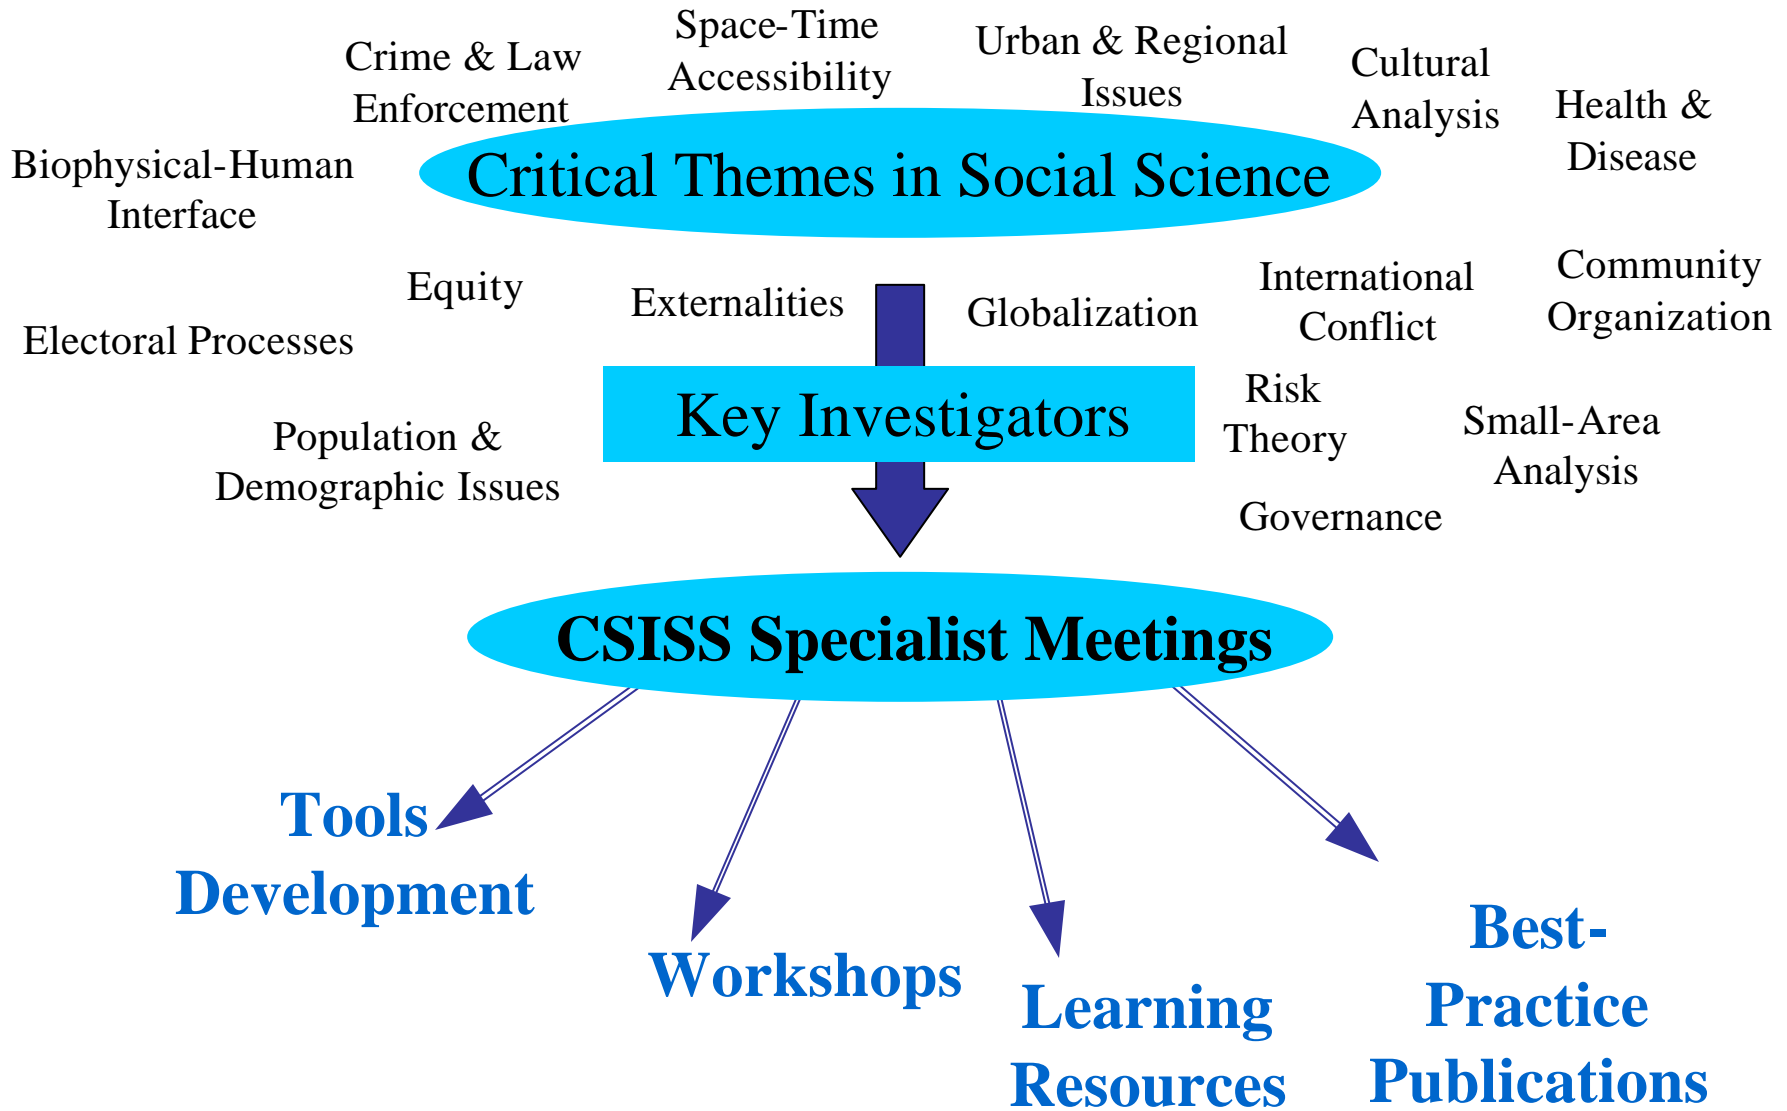 Space-Time
Accessibility
Urban & Regional
Issues
Crime & Law
Enforcement
Cultural
Analysis
Health &
Disease
Biophysical-Human
Interface
Critical Themes in Social Science
Equity
Externalities
Globalization
International
Conflict
Community
Organization
Electoral Processes
Key Investigators
Risk
Theory
Small-Area
Analysis
Population &
Demographic Issues
Governance
CSISS Specialist Meetings
Tools
Development
Workshops
Learning
Resources
Best-
Practice
Publications